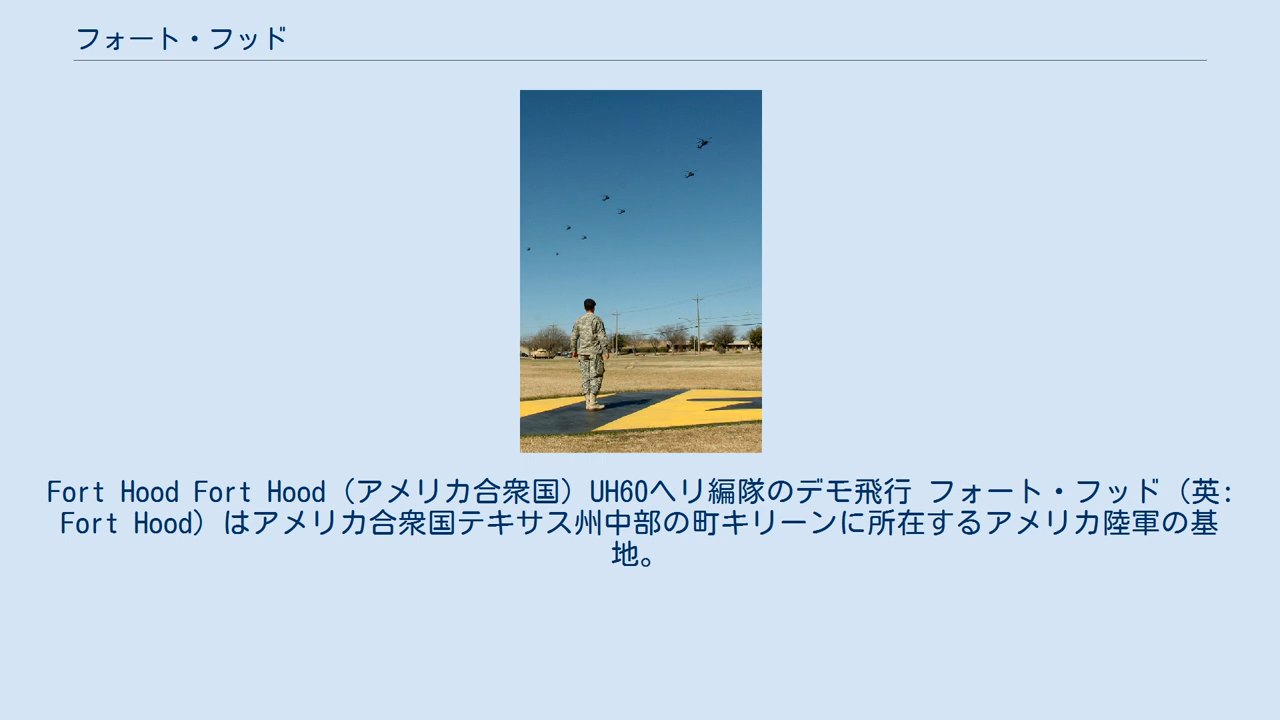 フォート・フッド
Fort Hood Fort Hood（アメリカ合衆国）UH60ヘリ編隊のデモ飛行 フォート・フッド（英:
Fort Hood）はアメリカ合衆国テキサス州中部の町キリーンに所在するアメリカ陸軍の基
地。